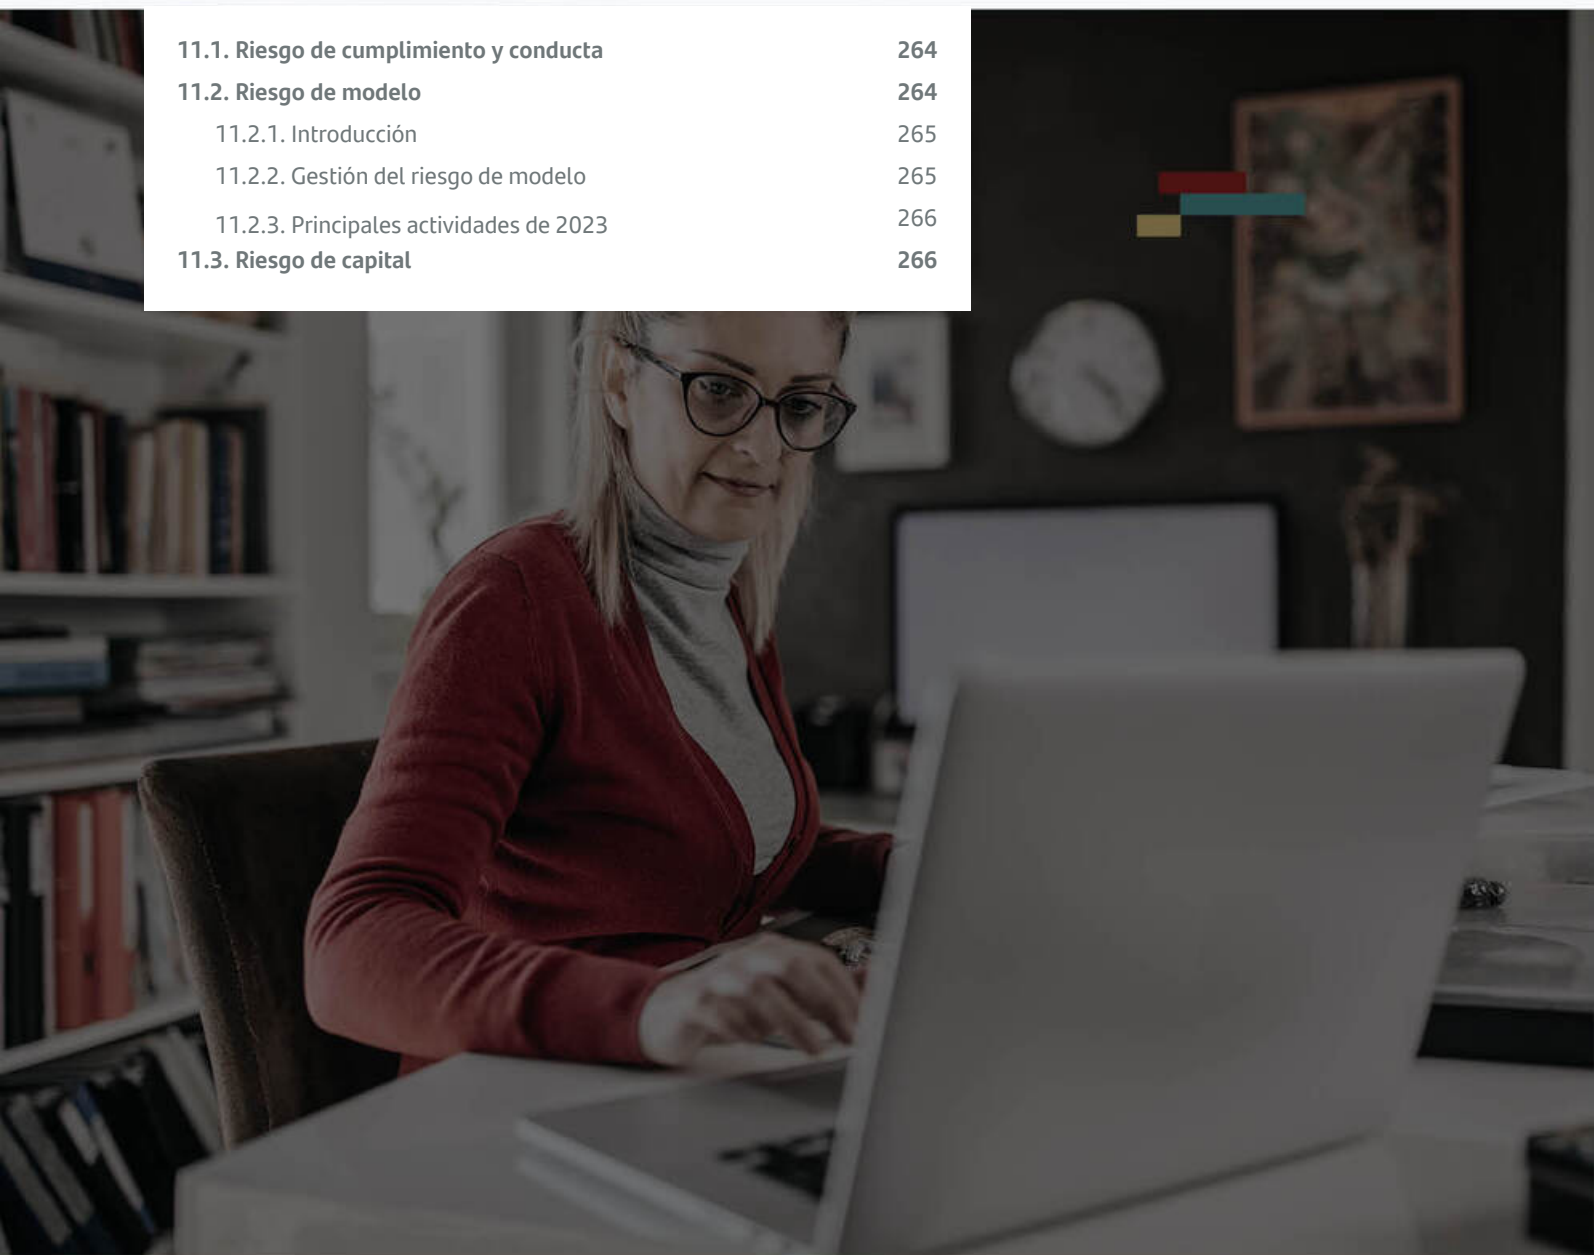 11.1. Riesgo de cumplimiento y conducta 264
11.2. Riesgo de modelo 264
11.2.1. Introducción 265
11.2.2. Gestión del riesgo de modelo 265
11.2.3. Principales actividades de 2023 266
11.3. Riesgo de capital 266